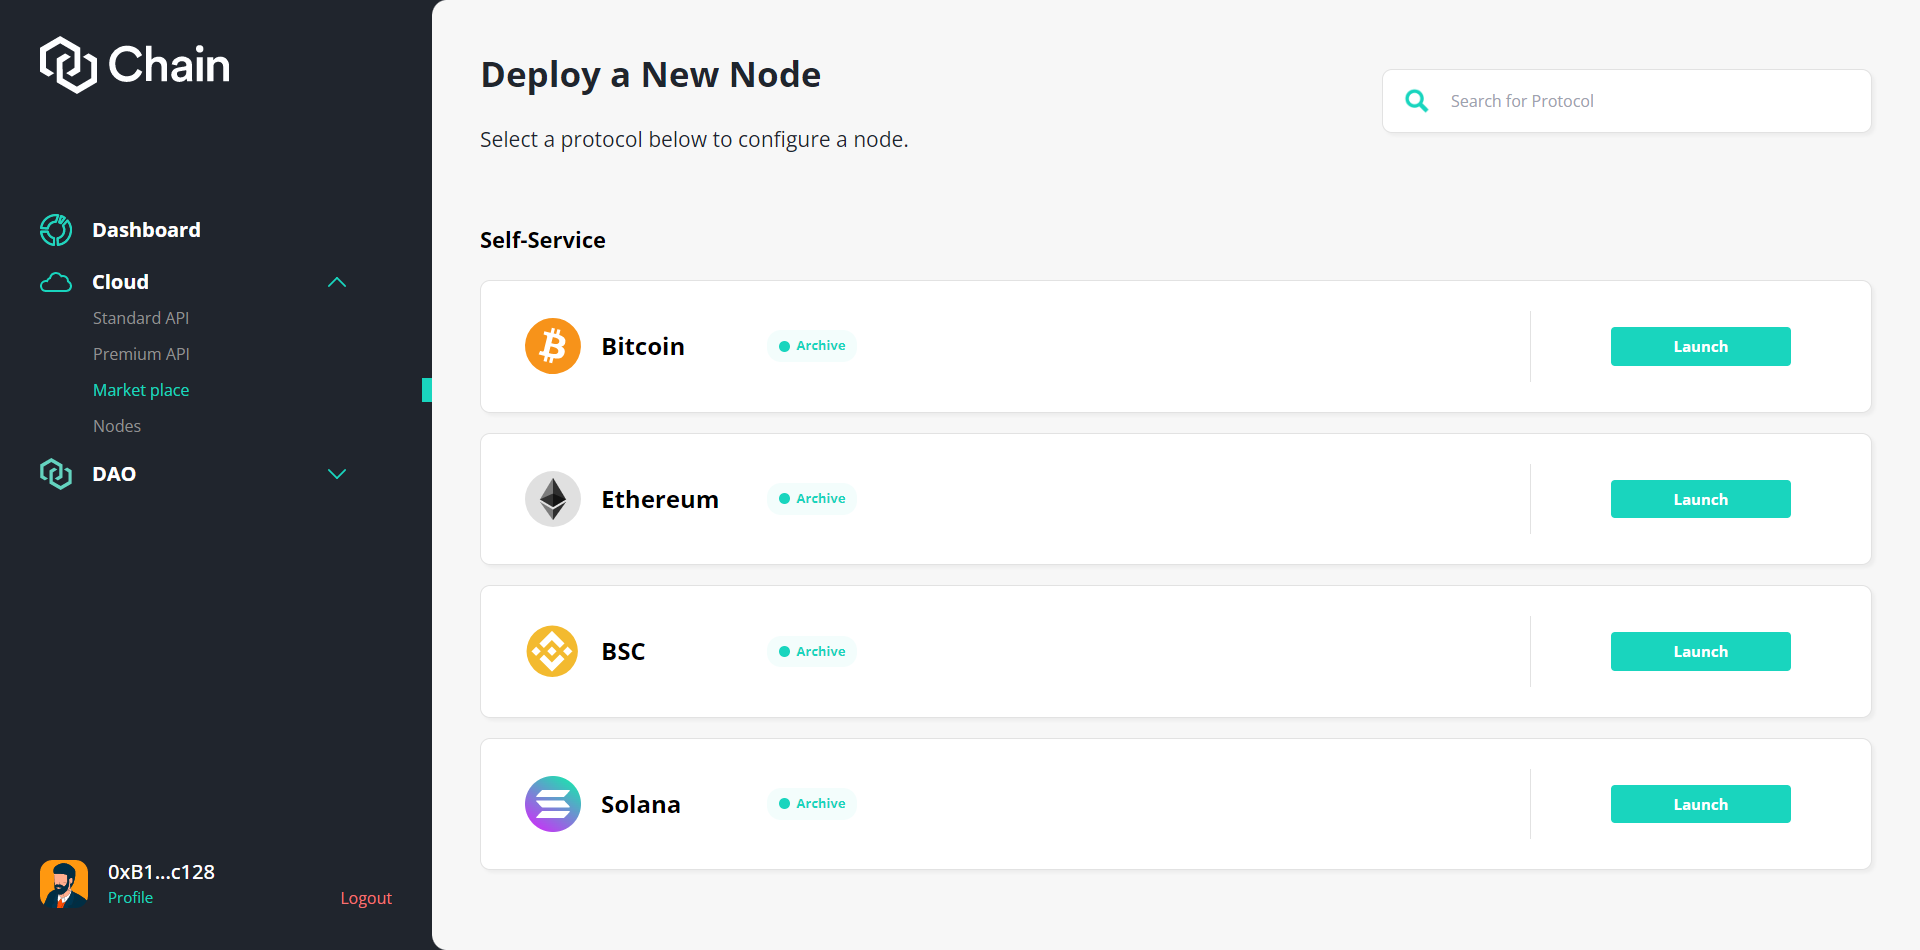 Chain
Dashboard
Cloud
Standard API
Premium API
Market place
Nodes
DAO
0xB1...c128
Profile
Logout
Deploy a New Node
Select a protocol below to configure a node.
Search for Protocol
Self-Service
Bitcoin
Archive
Launch
Ethereum
Archive
Launch
BSC
Archive
Launch
Solana
Archive
Launch